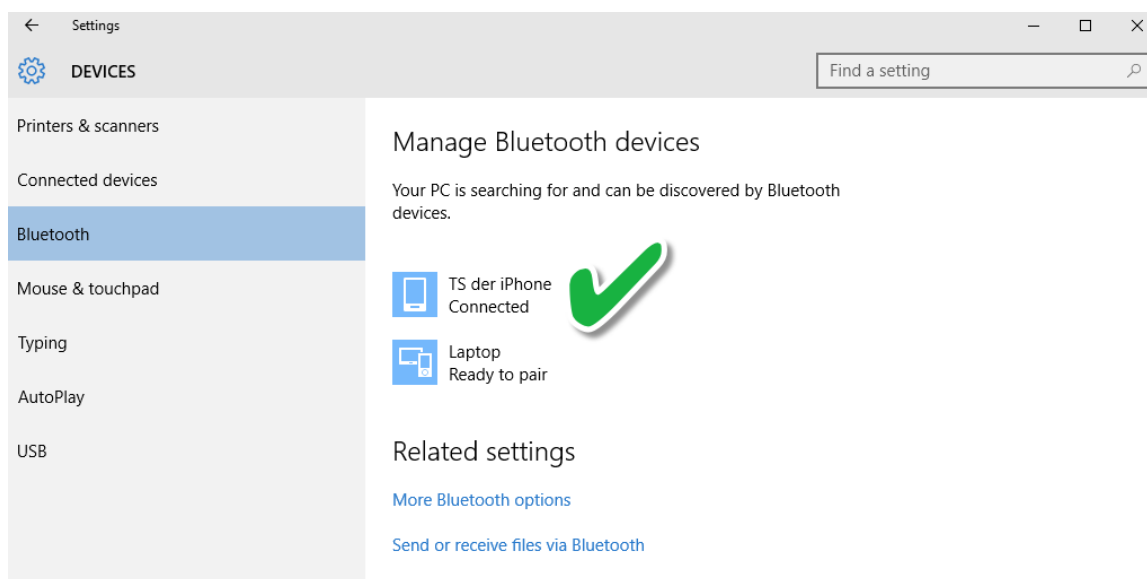 Settings
DEVICES
Find a setting
Printers & scanners
Connected devices
Bluetooth
Mouse & touchpad
Typing
AutoPlay
USB
Manage Bluetooth devices
Your PC is searching for and can be discovered by Bluetooth
devices.
TS der iPhone
Connected
Laptop
Ready to pair
Related settings
More Bluetooth options
Send or receive files via Bluetooth